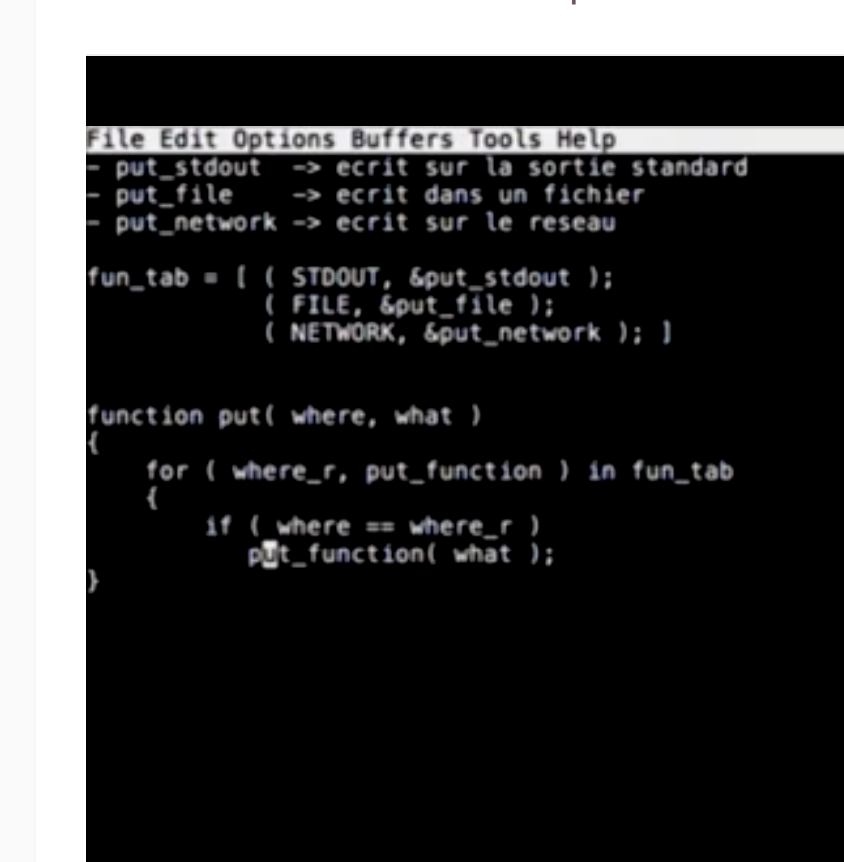 File Edit Options Buffers Tools Help
- put_stdout  -> ecrit sur la sortie standard
- put_file    -> ecrit dans un fichier
- put_network -> ecrit sur le reseau
fun_tab = [ ( STDOUT, &put_stdout );
            ( FILE, &put_file );
            ( NETWORK, &put_network ); ]
function put( where, what )
{
    for ( where_r, put_function ) in fun_tab
    {
        if ( where == where_r )
           put_function( what );
}